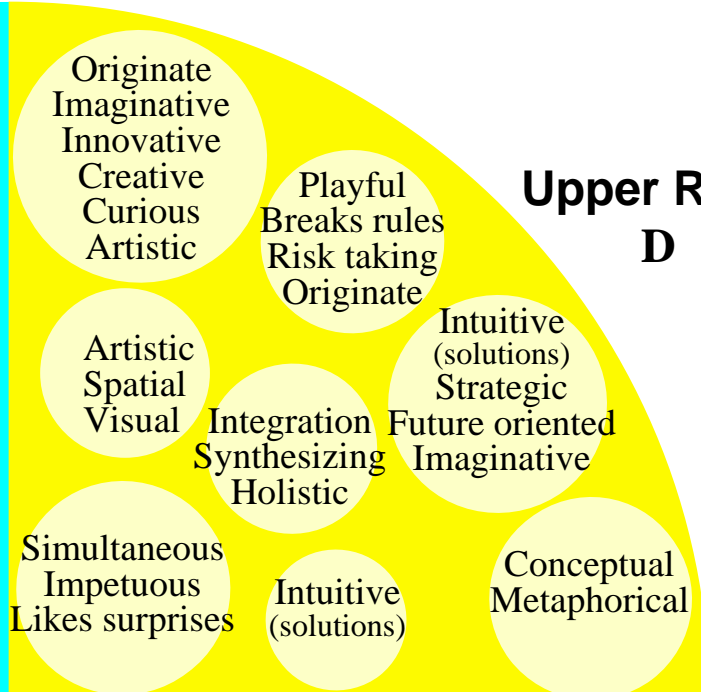 Originate
Imaginative
Innovative
Creative
Curious
Artistic
Playful
Breaks rules
Risk taking
Originate
Upper R
D
Artistic
Spatial
Visual
Integration
Synthesizing
Holistic
Intuitive
(solutions)
Strategic
Future oriented
Imaginative
Simultaneous
Impetuous
Likes surprises
Intuitive
(solutions)
Conceptual
Metaphorical